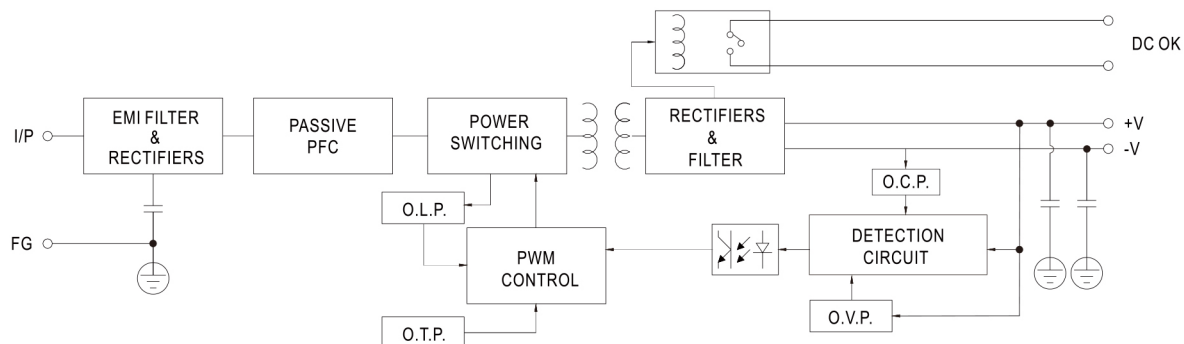 DC OK
I/P
EMI FILTER
&
RECTIFIERS
PASSIVE
PFC
POWER
SWITCHING
RECTIFIERS
&
FILTER
+V
-V
O.L.P.
O.C.P.
FG
PWM
CONTROL
DETECTION
CIRCUIT
O.T.P.
O.V.P.